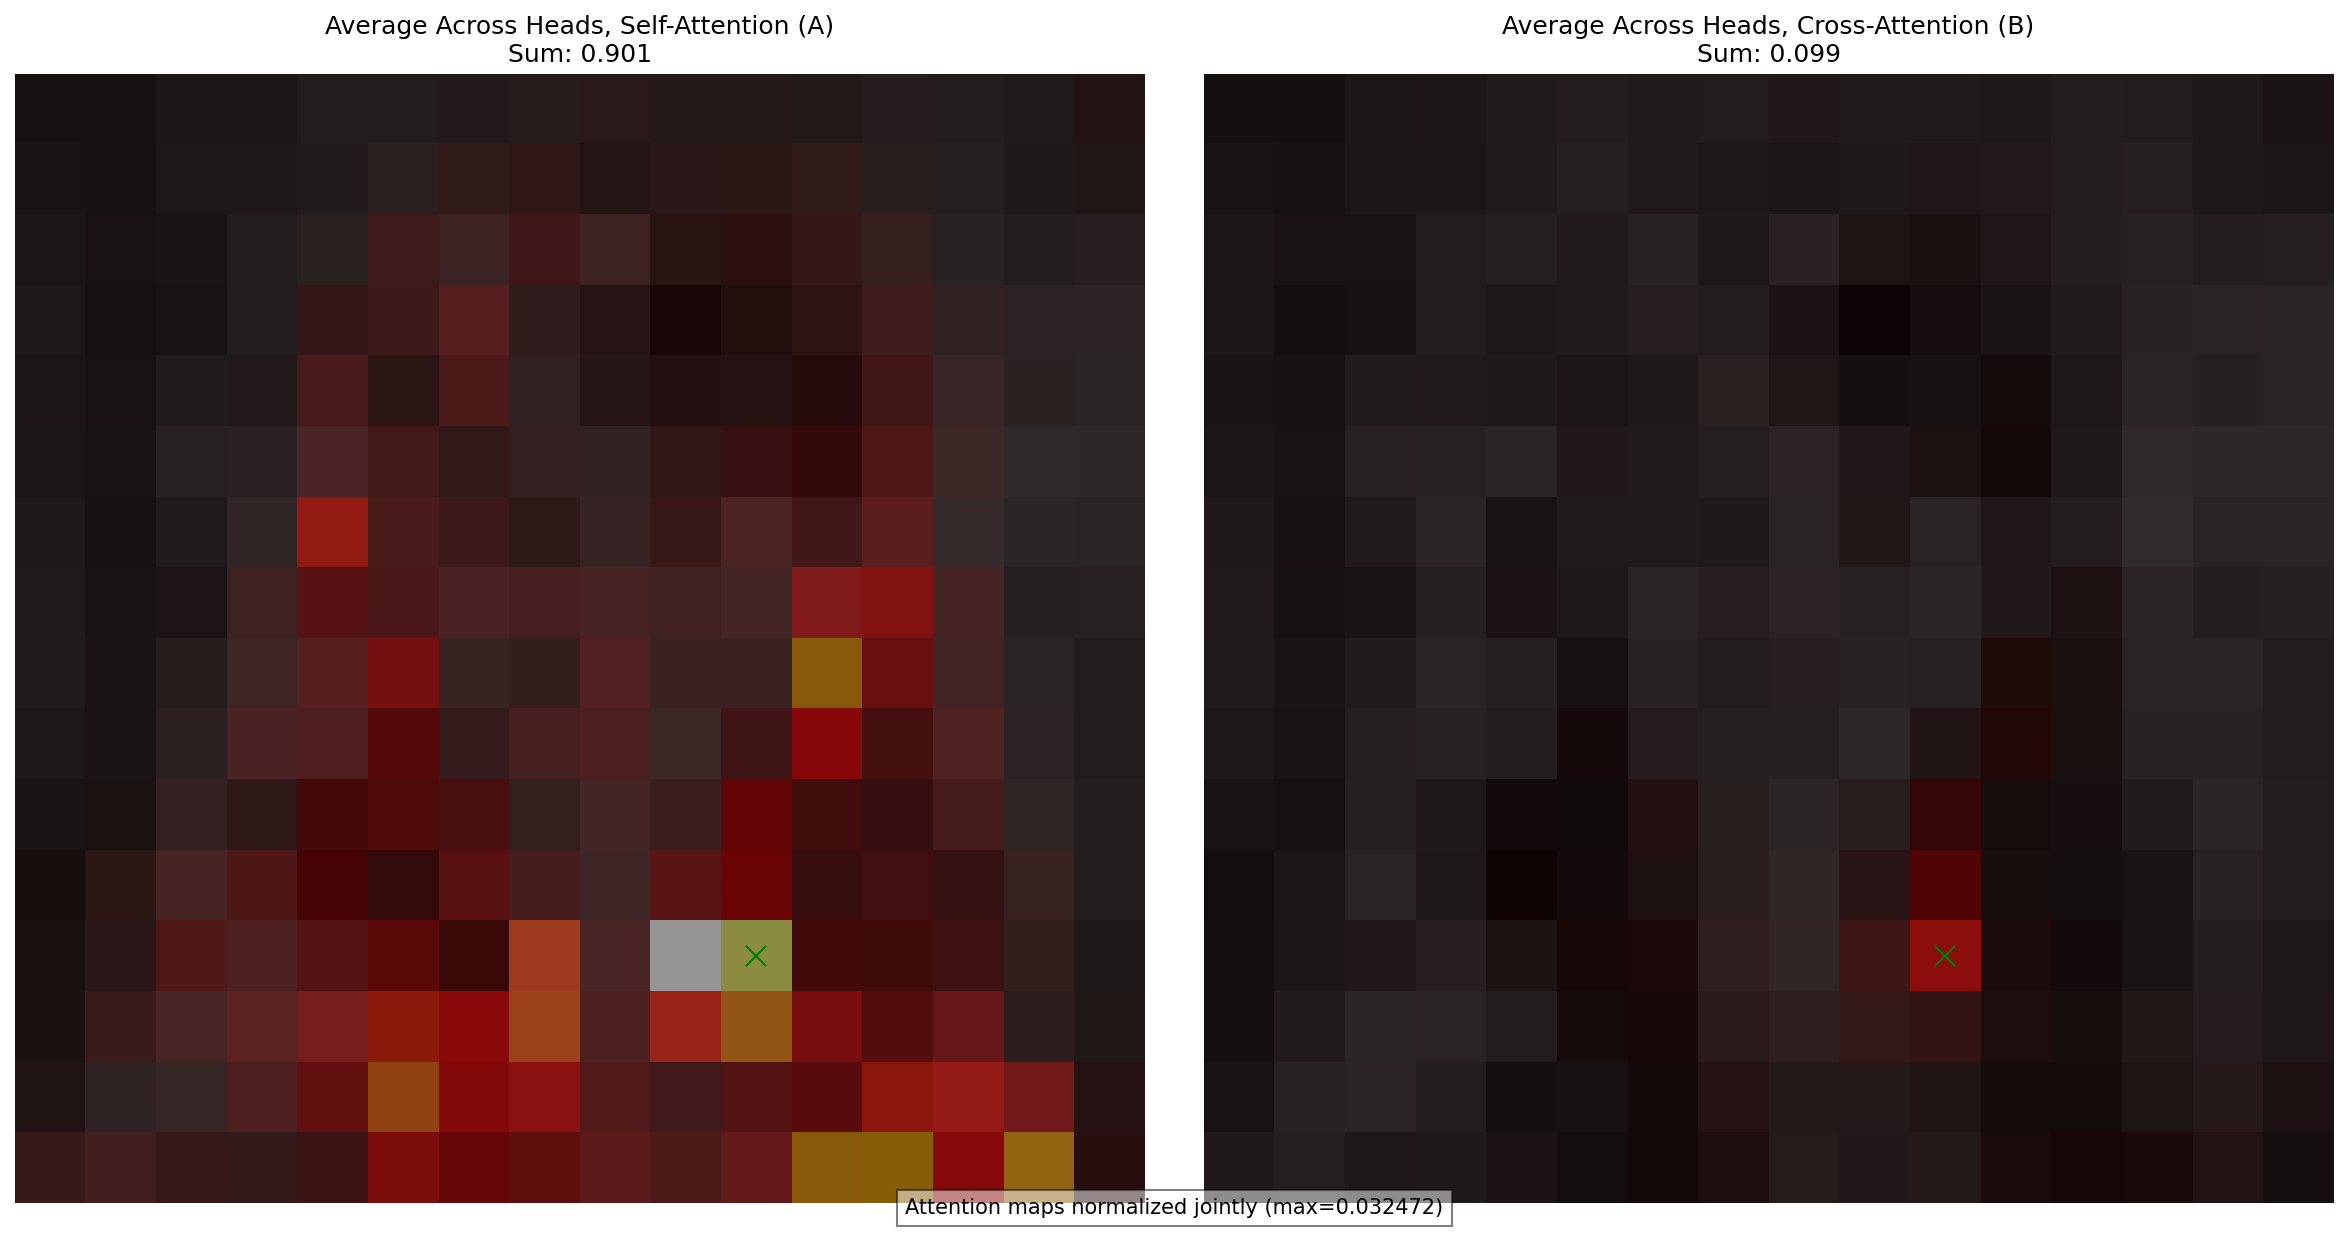 Average Across Heads, Self-Attention (A)
Sum: 0.901
Average Across Heads, Cross-Attention (B)
Sum: 0.099
Attention maps normalized jointly (max=0.032472)